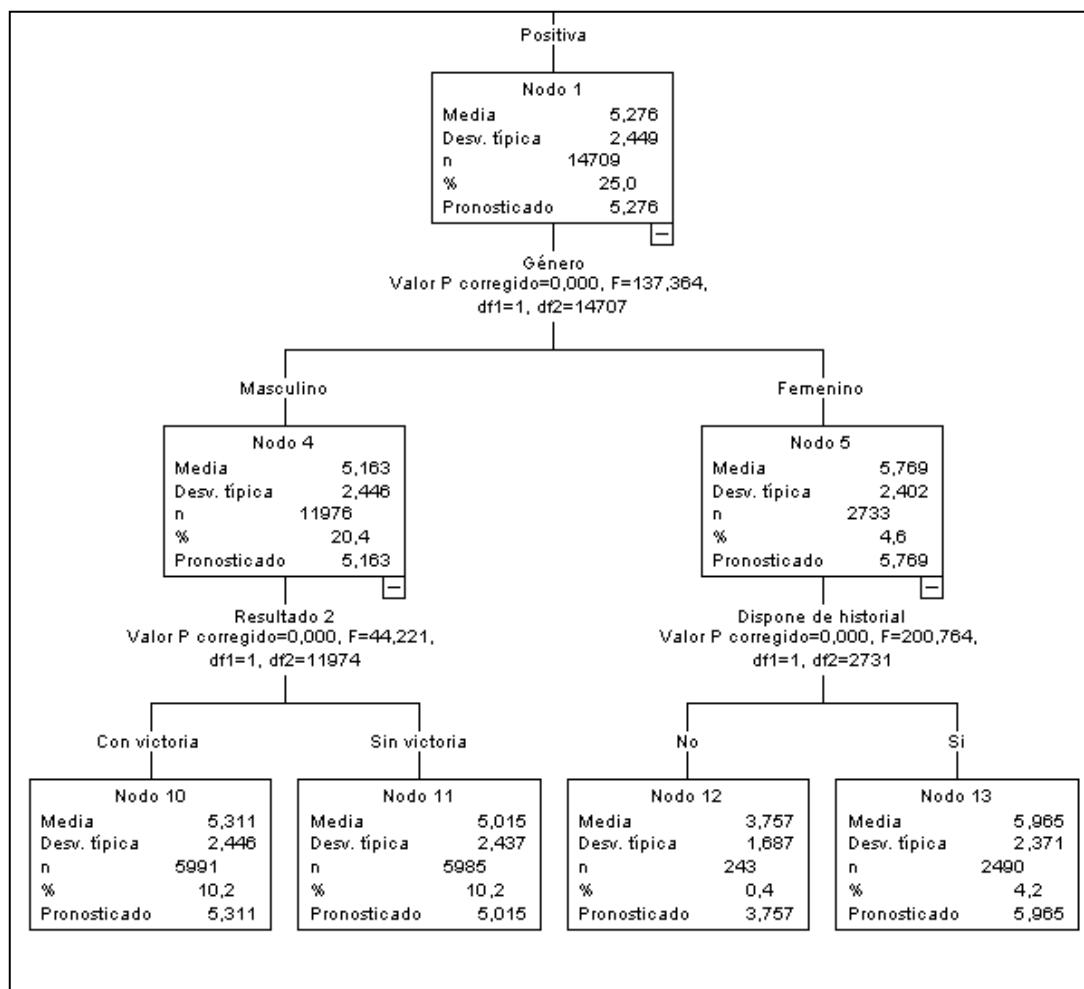 Positiva
Nodo 1
Media 5,276
Desv. típica 2,449
n 14709
% 25,0
Pronosticado 5,276
Género
Valor P corregido=0,000, F=137,364,
df1=1, df2=14707
Masculino
Femenino
Nodo 4
Media 5,163
Desv. típica 2,446
n 11976
% 20,4
Pronosticado 5,163
Nodo 5
Media 5,769
Desv. típica 2,402
n 2733
% 4,6
Pronosticado 5,769
Resultado 2
Valor P corregido=0,000, F=44,221,
df1=1, df2=11974
Dispone de historial
Valor P corregido=0,000, F=200,764,
df1=1, df2=2731
Con victoria
Sin victoria
No
Si
Nodo 10
Media 5,311
Desv. típica 2,446
n 5991
% 10,2
Pronosticado 5,311
Nodo 11
Media 5,015
Desv. típica 2,437
n 5985
% 10,2
Pronosticado 5,015
Nodo 12
Media 3,757
Desv. típica 1,687
n 243
% 0,4
Pronosticado 3,757
Nodo 13
Media 5,965
Desv. típica 2,371
n 2490
% 4,2
Pronosticado 5,965